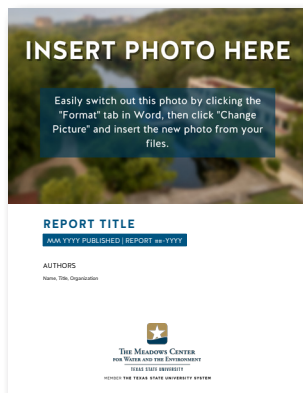 INSERT PHOTO HERE
Easily switch out this photo by clicking the
"Format" tab in Word, then click "Change
Picture" and insert the new photo from your
files.
REPORT TITLE
MM YYYY PUBLISHED | REPORT ##-YYYY
AUTHORS
Name, Title, Organization
THE MEADOWS CENTER
FOR WATER AND THE ENVIRONMENT
TEXAS STATE UNIVERSITY
MEMBER THE TEXAS STATE UNIVERSITY SYSTEM